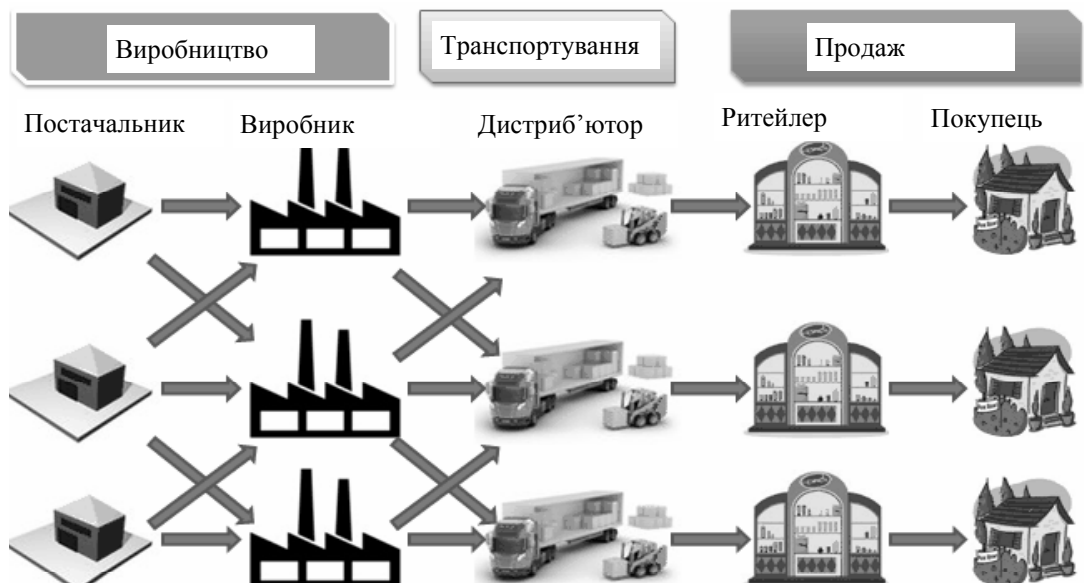 Виробництво
Транспортування
Продаж
Постачальник
Виробник
Дистриб’ютор
Ритейлер
Покупець